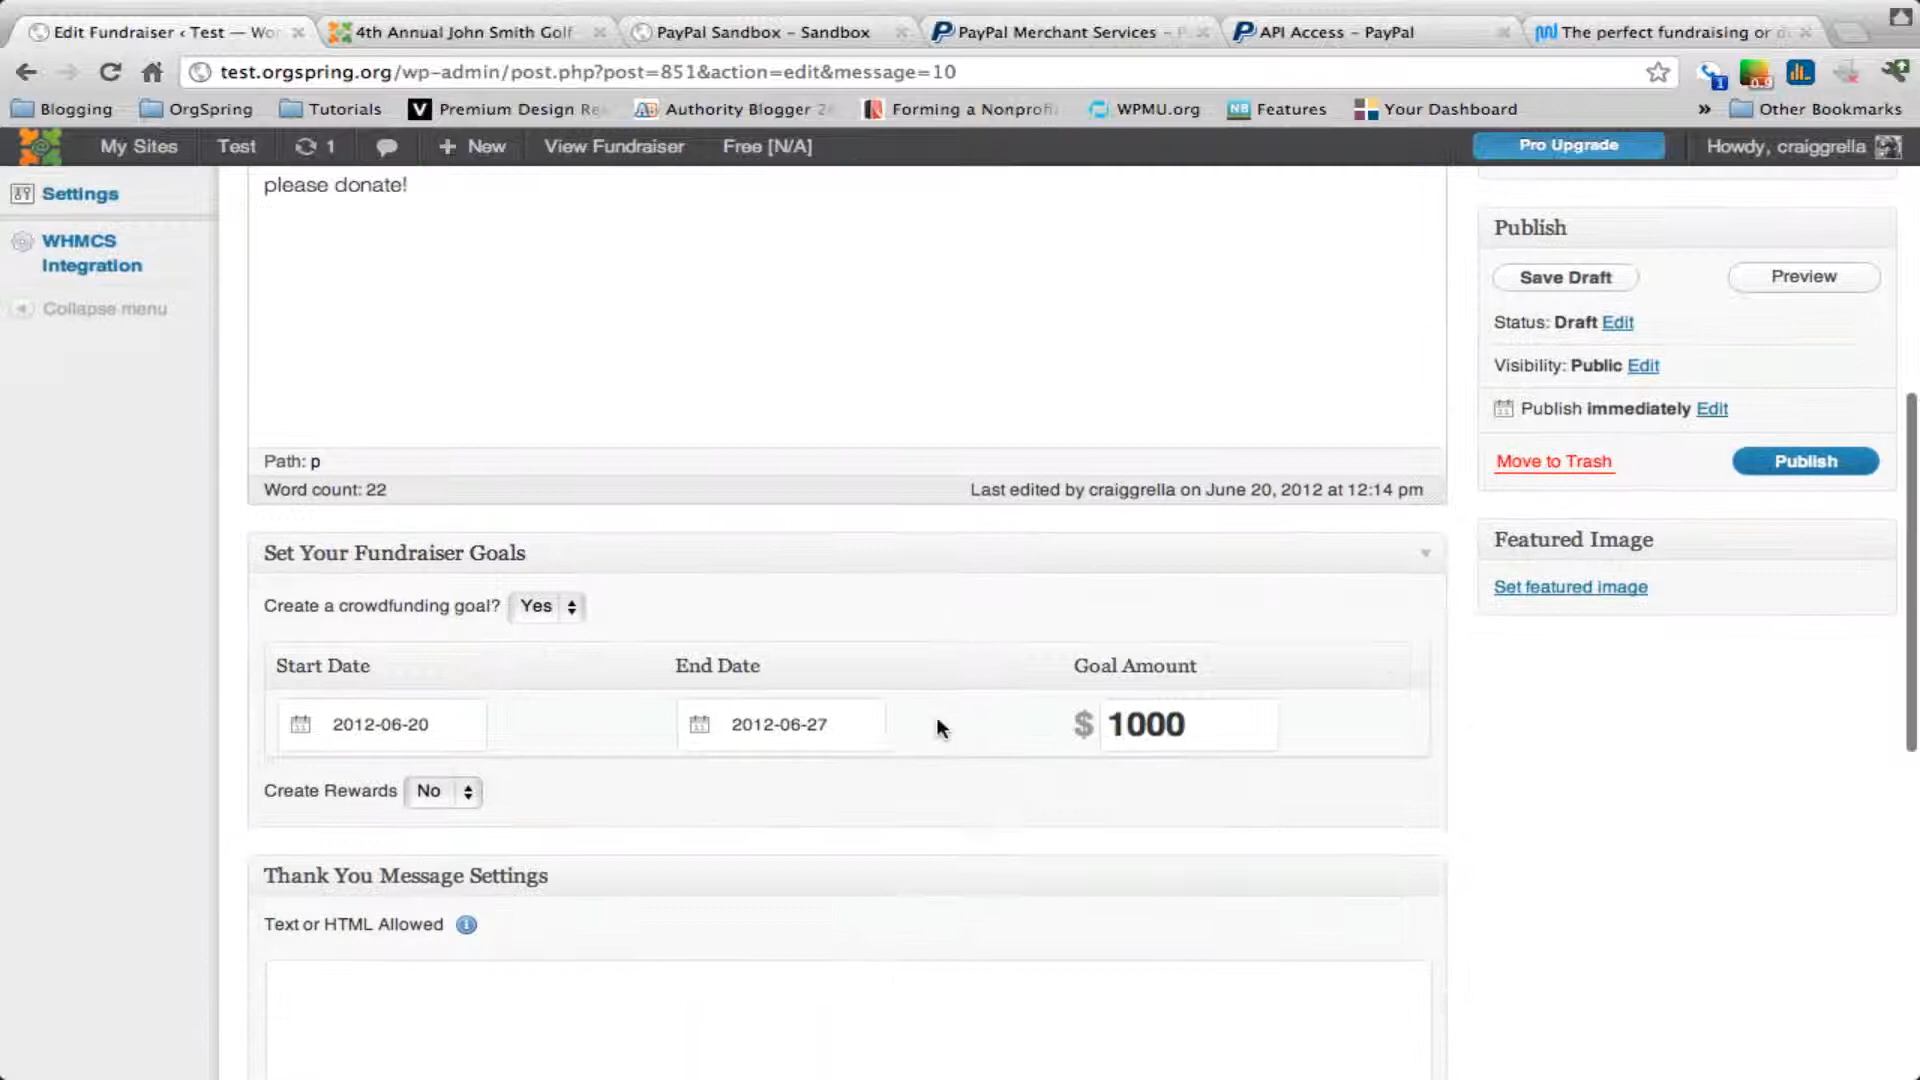 Edit Fundraiser ‹ Test — Wor
4th Annual John Smith Golf
PayPal Sandbox – Sandbox
PayPal Merchant Services – P
API Access – PayPal
The perfect fundraising or d
test.orgspring.org/wp-admin/post.php?post=851&action=edit&message=10
Blogging
OrgSpring
Tutorials
Premium Design Re
Authority Blogger 2
Forming a Nonprofi
WPMU.org
Features
Your Dashboard
»
Other Bookmarks
My Sites
Test
1
+ New
View Fundraiser
Free [N/A]
Pro Upgrade
Howdy, craiggrella
Settings
WHMCS
Integration
Collapse menu
please donate!
Path: p
Word count: 22
Last edited by craiggrella on June 20, 2012 at 12:14 pm
Set Your Fundraiser Goals
Create a crowdfunding goal? Yes
Start Date
End Date
Goal Amount
2012-06-20
2012-06-27
$ 1000
Create Rewards No
Thank You Message Settings
Text or HTML Allowed
Publish
Save Draft
Preview
Status: Draft Edit
Visibility: Public Edit
Publish immediately Edit
Move to Trash
Publish
Featured Image
Set featured image